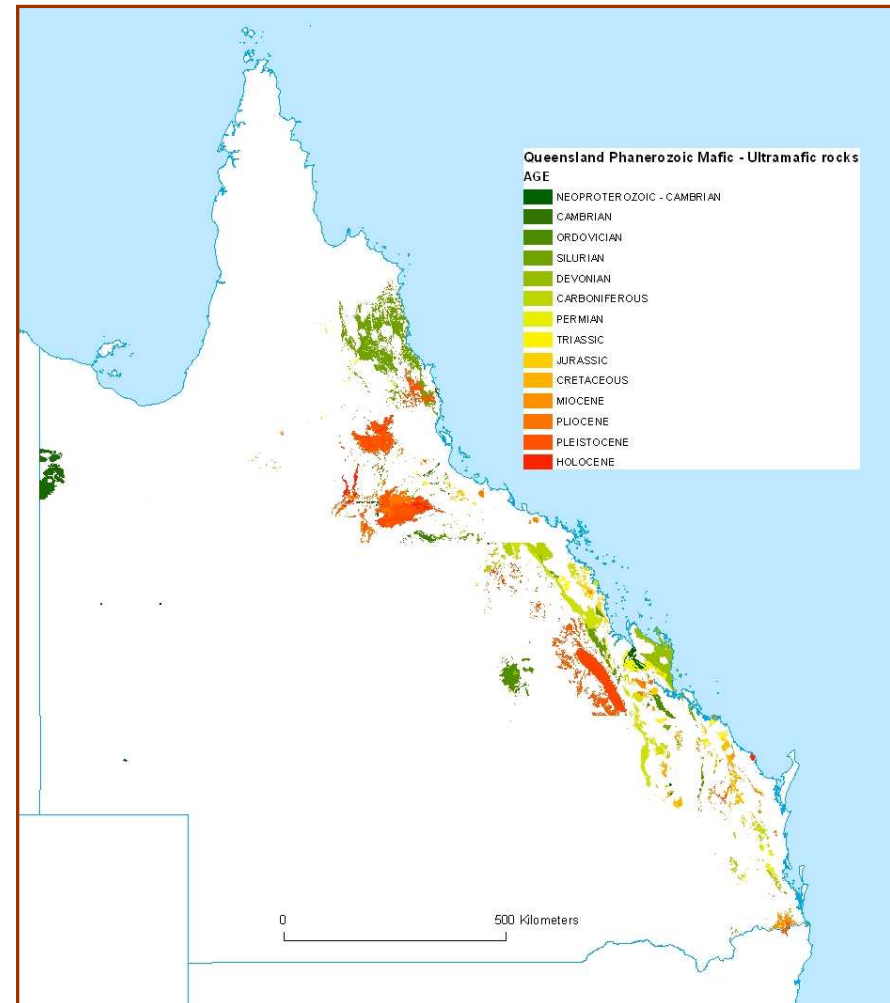 Queensland Phanerozoic Mafic - Ultramafic rocks
AGE
NEOPROTEROZOIC - CAMBRIAN
CAMBRIAN
ORDOVICIAN
SILURIAN
DEVONIAN
CARBONIFEROUS
PERMIAN
TRIASSIC
JURASSIC
CRETACEOUS
MIOCENE
PLIOCENE
PLEISTOCENE
HOLOCENE
0 500 Kilometers